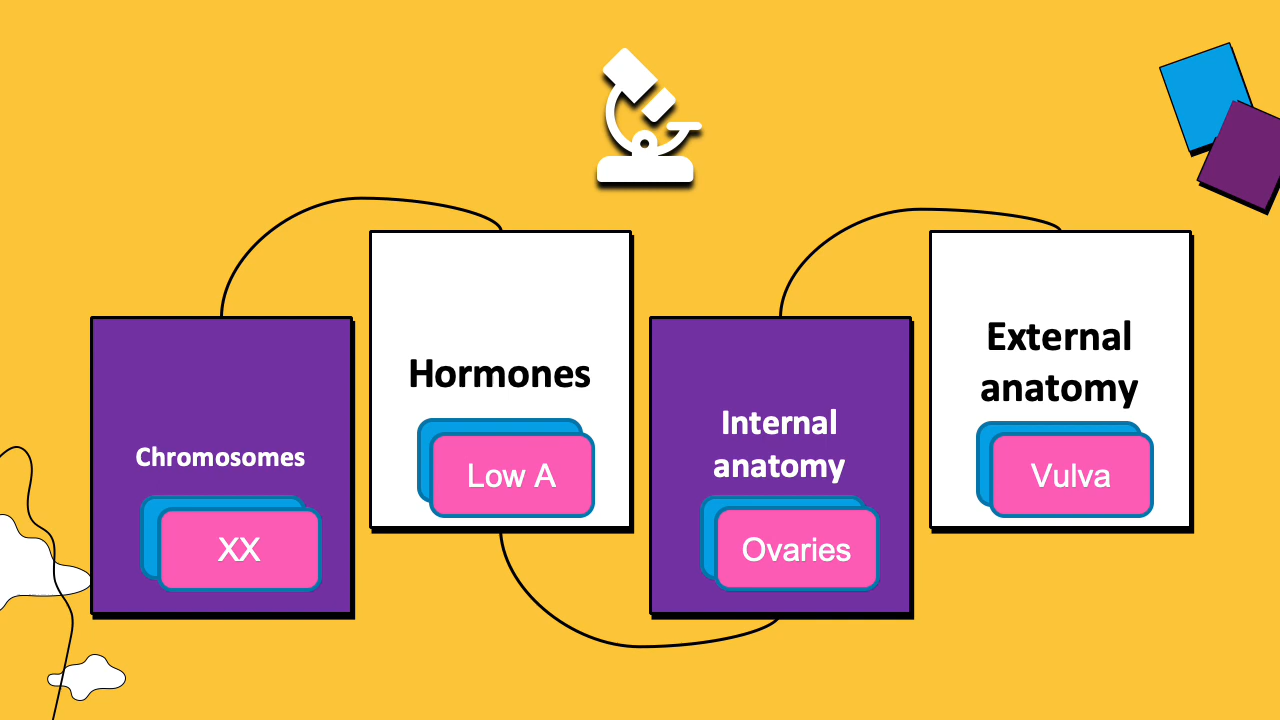 Chromosomes
XX
Hormones
Low A
Internal
anatomy
Ovaries
External
anatomy
Vulva